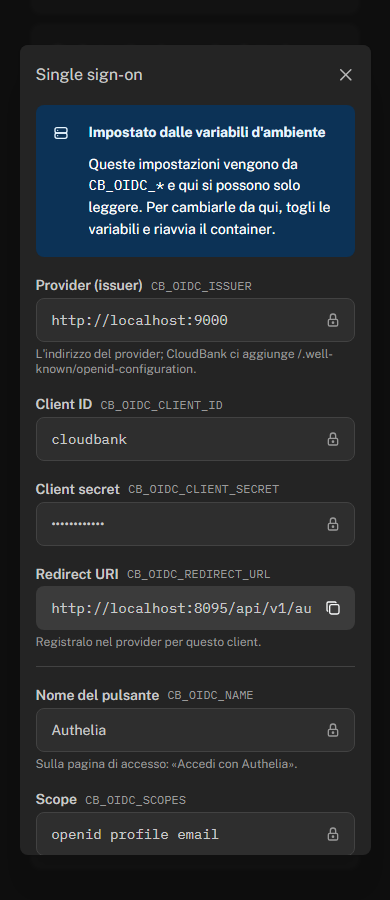 Single sign-on
Impostato dalle variabili d'ambiente
Queste impostazioni vengono da
CB_OIDC_* e qui si possono solo
leggere. Per cambiarle da qui, togli le
variabili e riavvia il container.
Provider (issuer) CB_OIDC_ISSUER
http://localhost:9000
L'indirizzo del provider; CloudBank ci aggiunge /.well-
known/openid-configuration.
Client ID CB_OIDC_CLIENT_ID
cloudbank
Client secret CB_OIDC_CLIENT_SECRET
••••••••••••
Redirect URI CB_OIDC_REDIRECT_URL
http://localhost:8095/api/v1/au
Registralo nel provider per questo client.
Nome del pulsante CB_OIDC_NAME
Authelia
Sulla pagina di accesso: «Accedi con Authelia».
Scope CB_OIDC_SCOPES
openid profile email